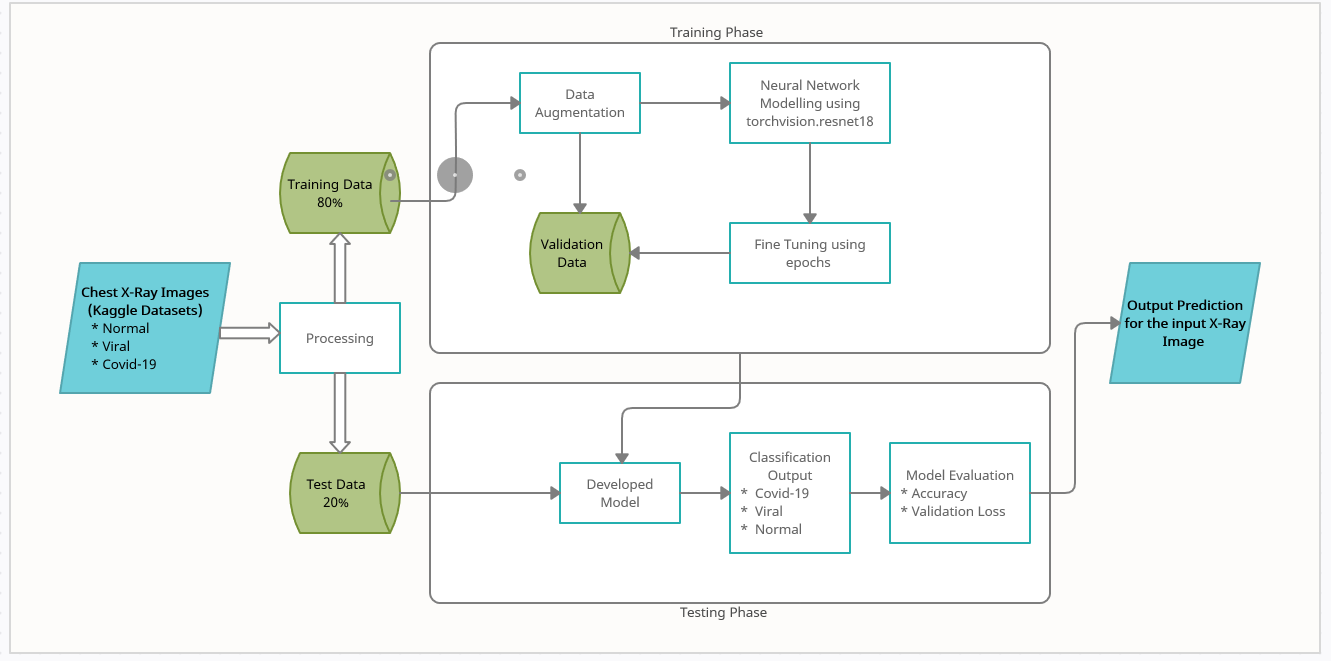 Training Phase
Data
Augmentation
Neural Network
Modelling using
torchvision.resnet18
Training Data
80%
Validation
Data
Fine Tuning using
epochs
Chest X-Ray Images
(Kaggle Datasets)
* Normal
* Viral
* Covid-19
Processing
Output Prediction
for the input X-Ray
Image
Test Data
20%
Developed
Model
Classification
Output
* Covid-19
* Viral
* Normal
Model Evaluation
* Accuracy
* Validation Loss
Testing Phase